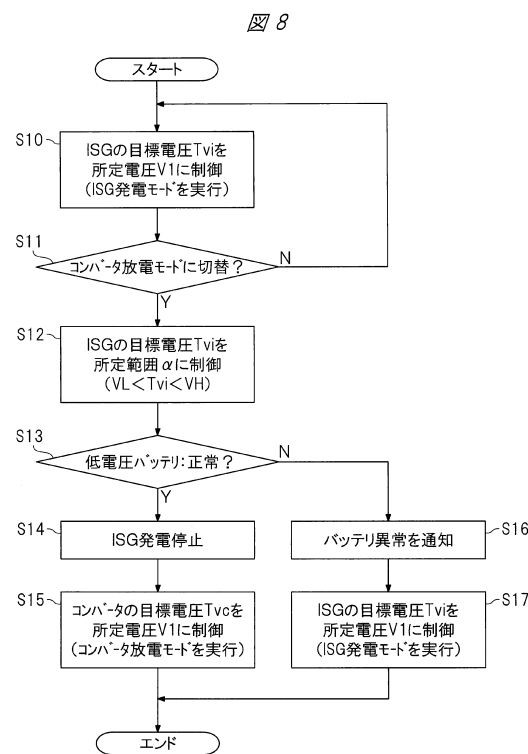 図 8
スタート
S10
ISGの目標電圧Tviを
所定電圧V1に制御
(ISG発電モードを実行)
S11
コンバータ放電モードに切替?
N
Y
S12
ISGの目標電圧Tviを
所定範囲αに制御
(VL<Tvi<VH)
S13
低電圧バッテリ:正常?
N
Y
S14
ISG発電停止
S16
バッテリ異常を通知
S15
コンバータの目標電圧Tvcを
所定電圧V1に制御
(コンバータ放電モードを実行)
S17
ISGの目標電圧Tviを
所定電圧V1に制御
(ISG発電モードを実行)
エンド